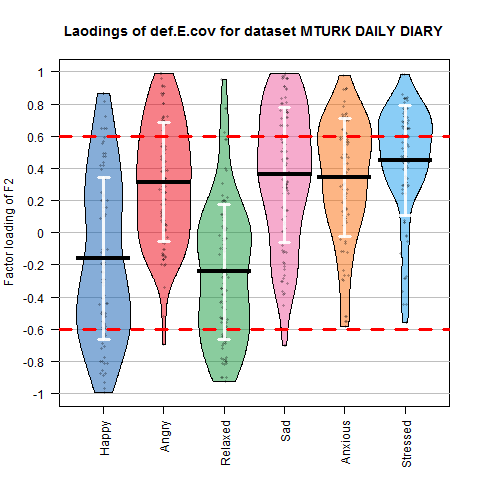 Laodings of def.E.cov for dataset MTURK DAILY DIARY
Factor loading of F2
1
0.8
0.6
0.4
0.2
0
-0.2
-0.4
-0.6
-0.8
-1
Happy
Angry
Relaxed
Sad
Anxious
Stressed